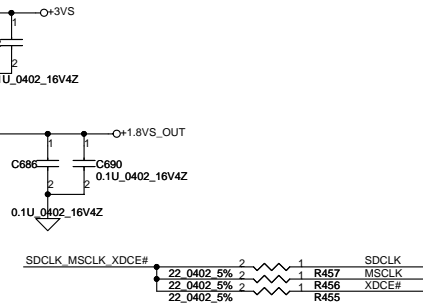 +3VS
1
2
1U_0402_16V4Z
+1.8VS_OUT
1 1
C686 C690
0.1U_0402_16V4Z
2 2
0.1U_0402_16V4Z
SDCLK_MSCLK_XDCE# 2 1 SDCLK
22_0402_5% 2 1 R457 MSCLK
22_0402_5% 2 1 R456 XDCE#
22_0402_5% R455